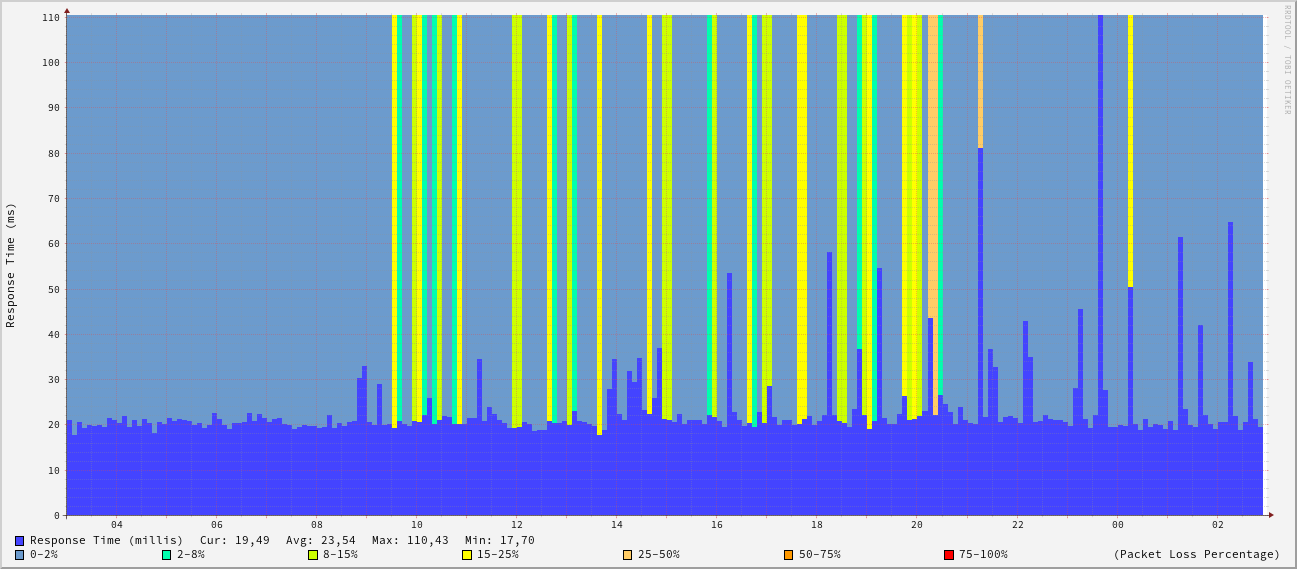 RRDTOOL / TOBI OETIKER
Response Time (ms)
110
100
90
80
70
60
50
40
30
20
10
0
04 06 08 10 12 14 16 18 20 22 00 02
Response Time (millis) Cur: 19,49 Avg: 23,54 Max: 110,43 Min: 17,70
0-2% 2-8% 8-15% 15-25% 25-50% 50-75% 75-100% (Packet Loss Percentage)